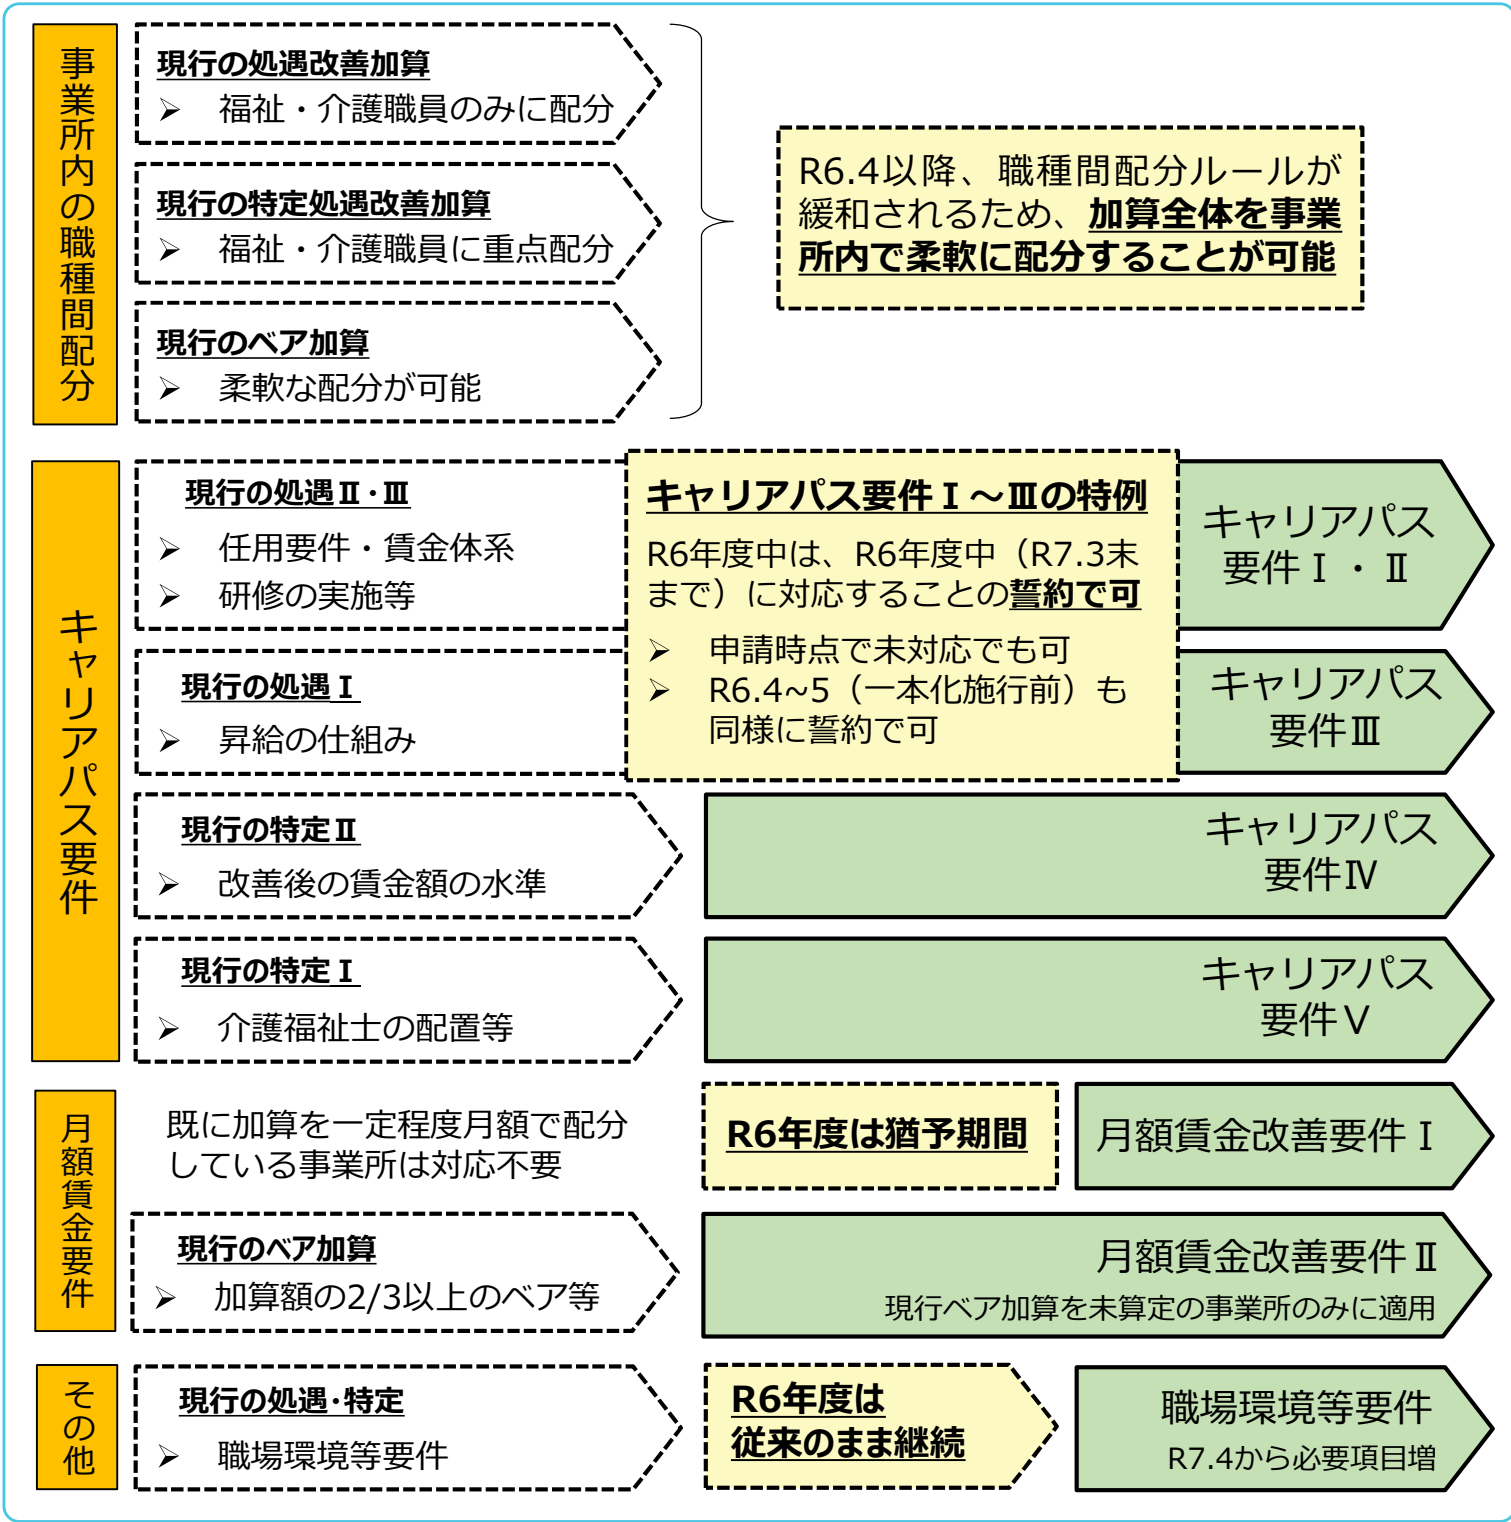 事業所内の職種間配分
現行の処遇改善加算
➢ 福祉・介護職員のみに配分
現行の特定処遇改善加算
➢ 福祉・介護職員に重点配分
現行のベア加算
➢ 柔軟な配分が可能
R6.4以降、職種間配分ルールが
緩和されるため、加算全体を事業
所内で柔軟に配分することが可能
キャリアパス要件
現行の処遇Ⅱ・Ⅲ
➢ 任用要件・賃金体系
➢ 研修の実施等
現行の処遇Ⅰ
➢ 昇給の仕組み
キャリアパス要件Ⅰ～Ⅲの特例
R6年度中は、R6年度中（R7.3末
まで）に対応することの誓約で可
➢ 申請時点で未対応でも可
➢ R6.4~5（一本化施行前）も
同様に誓約で可
キャリアパス
要件Ⅰ・Ⅱ
キャリアパス
要件Ⅲ
現行の特定Ⅱ
➢ 改善後の賃金額の水準
キャリアパス
要件Ⅳ
現行の特定Ⅰ
➢ 介護福祉士の配置等
キャリアパス
要件Ⅴ
月額賃金要件
既に加算を一定程度月額で配分
している事業所は対応不要
R6年度は猶予期間
月額賃金改善要件Ⅰ
現行のベア加算
➢ 加算額の2/3以上のベア等
月額賃金改善要件Ⅱ
現行ベア加算を未算定の事業所のみに適用
その他
現行の処遇・特定
➢ 職場環境等要件
R6年度は
従来のまま継続
職場環境等要件
R7.4から必要項目増